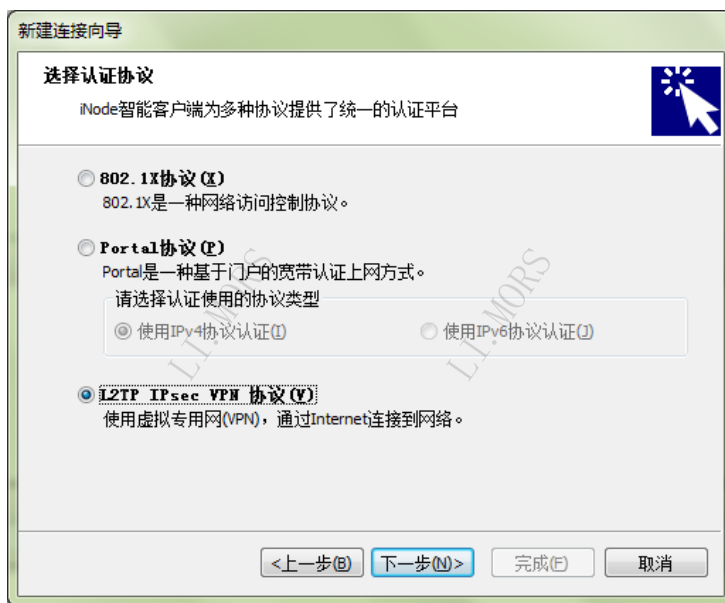 新建连接向导
选择认证协议
iNode智能客户端为多种协议提供了统一的认证平台
802.1X协议(X)
802.1X是一种网络访问控制协议。
Portal协议(P)
Portal是一种基于门户的宽带认证上网方式。
请选择认证使用的协议类型
使用IPv4协议认证(I) 使用IPv6协议认证(J)
L2TP IPsec VPN 协议(V)
使用虚拟专用网(VPN)，通过Internet连接到网络。
<上一步(B) 下一步(N)> 完成(F) 取消
LI.MORS LI.MORS